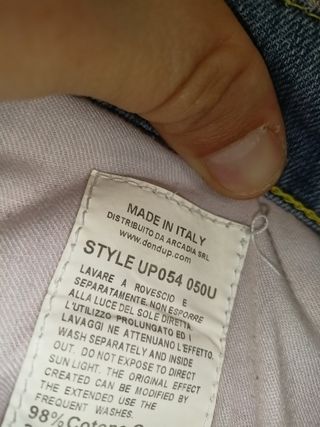 MADE IN ITALY
DISTRIBUITO DA ARCADIA SRL
www.dondup.com
STYLE UP054 050U
LAVARE A ROVESCIO E
SEPARATAMENTE. NON ESPORRE
ALLA LUCE DEL SOLE DIRETTA.
L'UTILIZZO PROLUNGATO ED I
LAVAGGI NE ATTENUANO L'EFFETTO.
WASH SEPARATELY AND INSIDE
OUT. DO NOT EXPOSE TO DIRECT
SUN LIGHT. THE ORIGINAL EFFECT
CREATED CAN BE MODIFIED BY
THE EXTENDED USE THE
FREQUENT WASHES.
98%